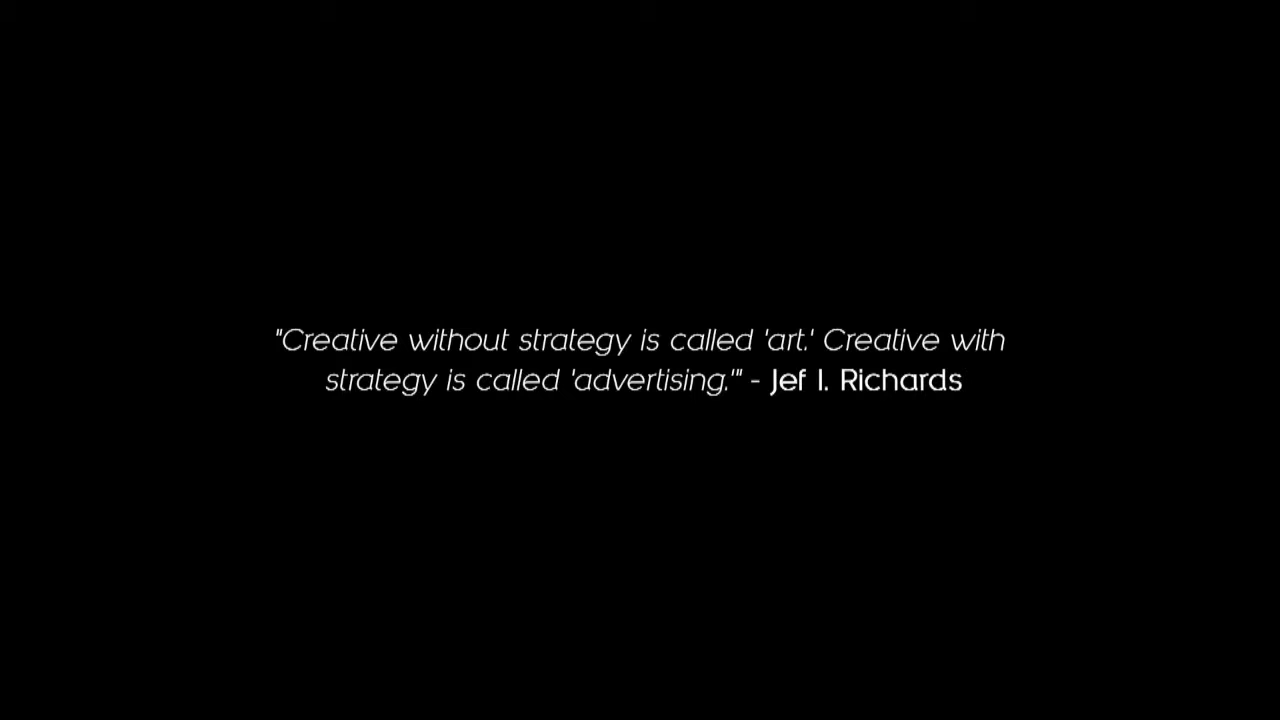 "Creative without strategy is called 'art.' Creative with
strategy is called 'advertising.'" - Jef I. Richards